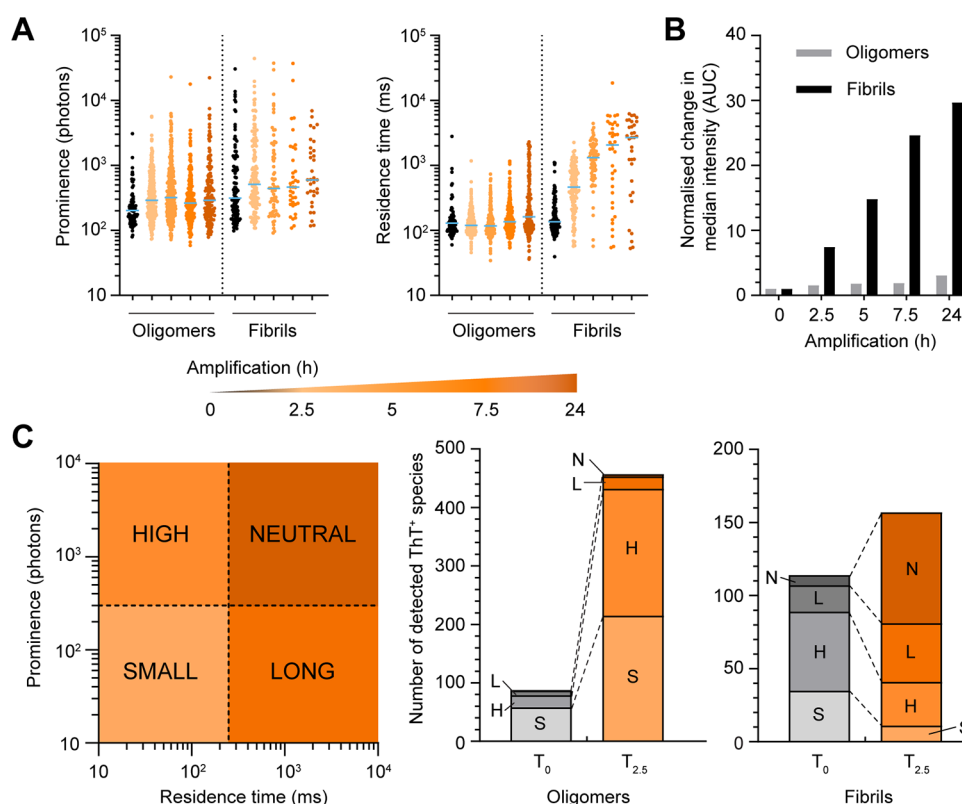 A
Prominence (photons)
10⁵
10⁴
10³
10²
10
Oligomers
Fibrils
Residence time (ms)
10⁵
10⁴
10³
10²
10
Oligomers
Fibrils
Amplification (h)
0
2.5
5
7.5
24
B
Normalised change in
median intensity (AUC)
40
30
20
10
0
Oligomers
Fibrils
0
2.5
5
7.5
24
Amplification (h)
C
Prominence (photons)
10⁴
10³
10²
10
HIGH
NEUTRAL
SMALL
LONG
10
10²
10³
10⁴
Residence time (ms)
Number of detected ThT⁺ species
500
400
300
200
100
0
N
L
H
S
L
H
S
T₀
T₂.₅
Oligomers
200
150
100
50
0
N
L
H
S
N
L
H
S
T₀
T₂.₅
Fibrils